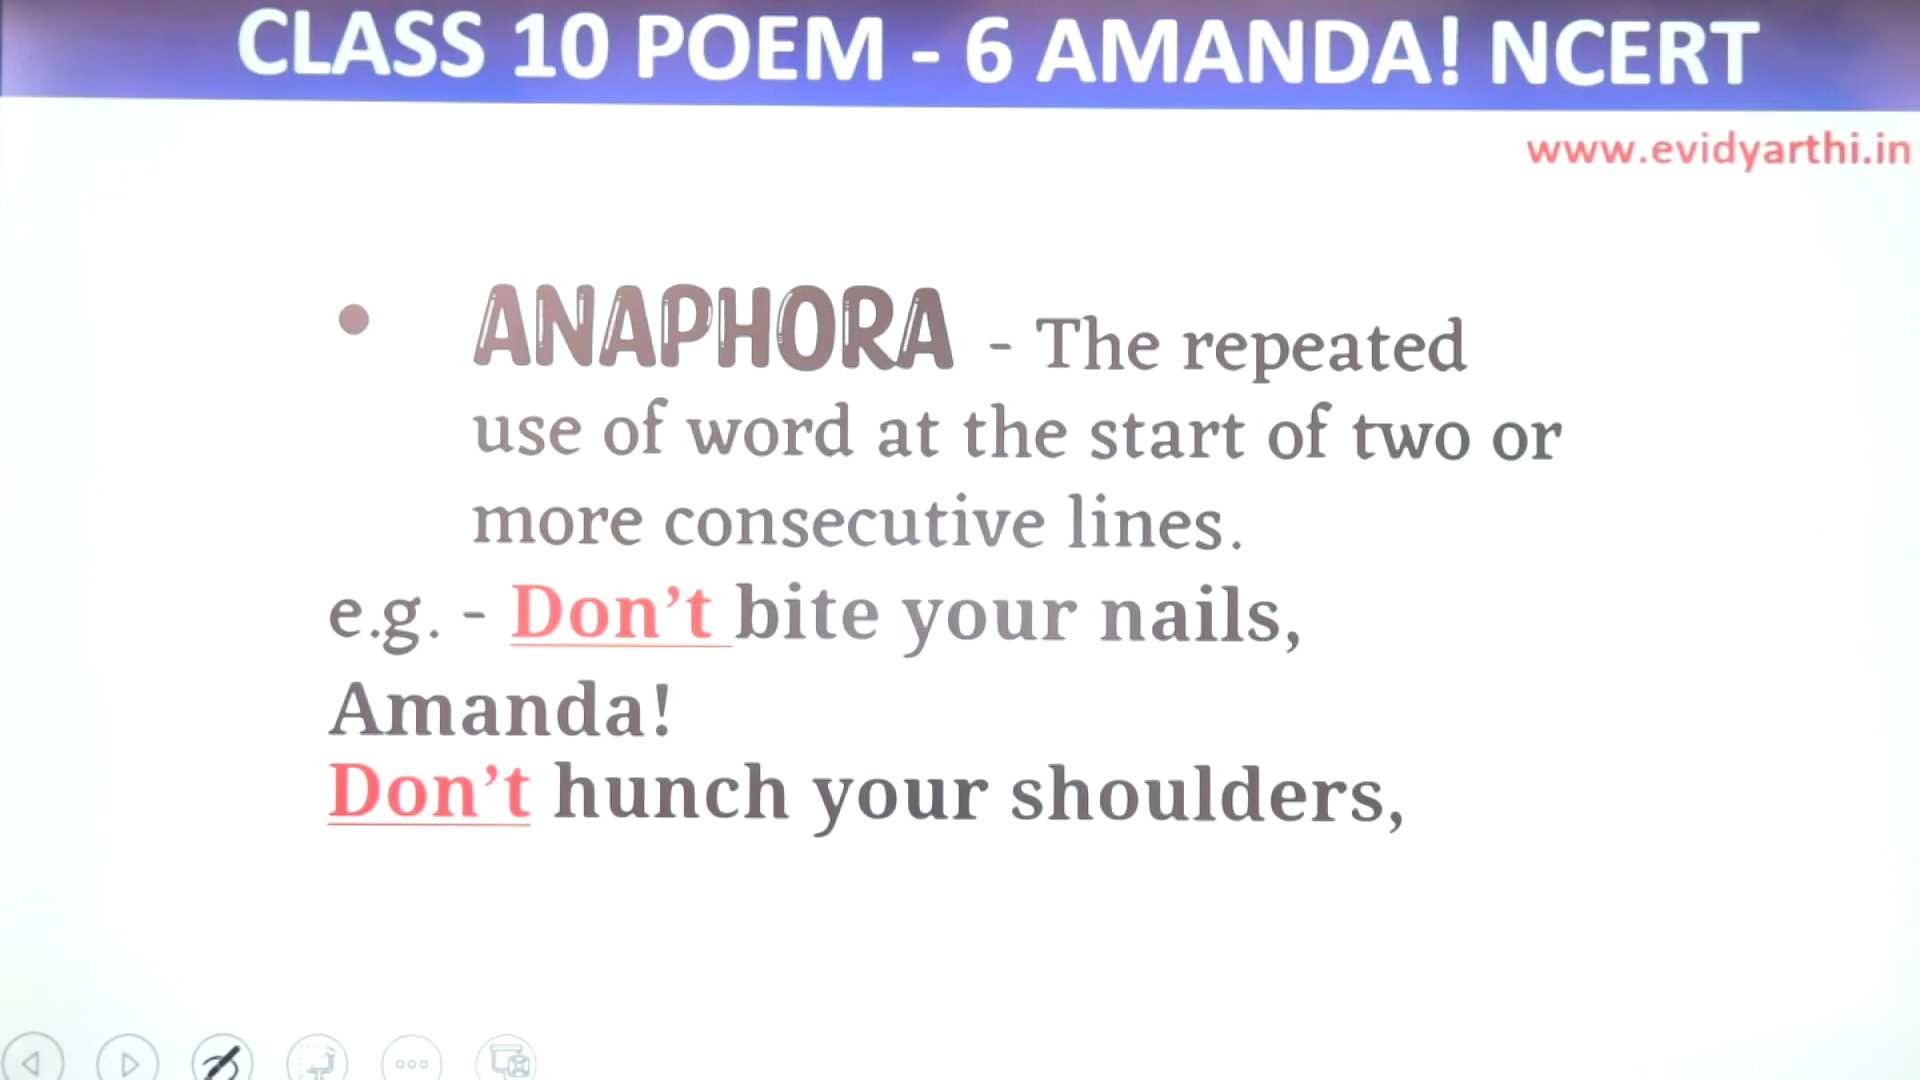 CLASS 10 POEM - 6 AMANDA! NCERT
www.evidyarthi.in
• ANAPHORA - The repeated
use of word at the start of two or
more consecutive lines.
e.g. - Don’t bite your nails,
Amanda!
Don’t hunch your shoulders,